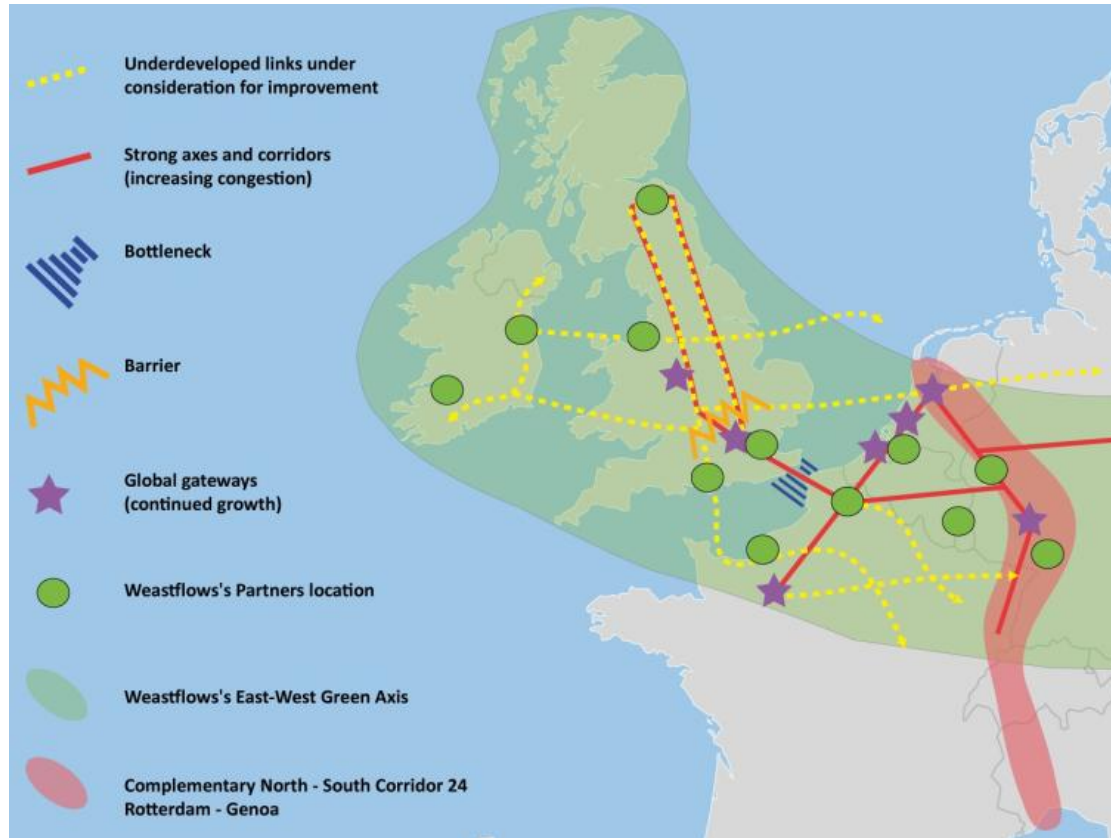 Underdeveloped links under
consideration for improvement
Strong axes and corridors
(increasing congestion)
Bottleneck
Barrier
Global gateways
(continued growth)
Weastflows's Partners location
Weastflows's East-West Green Axis
Complementary North - South Corridor 24
Rotterdam - Genoa